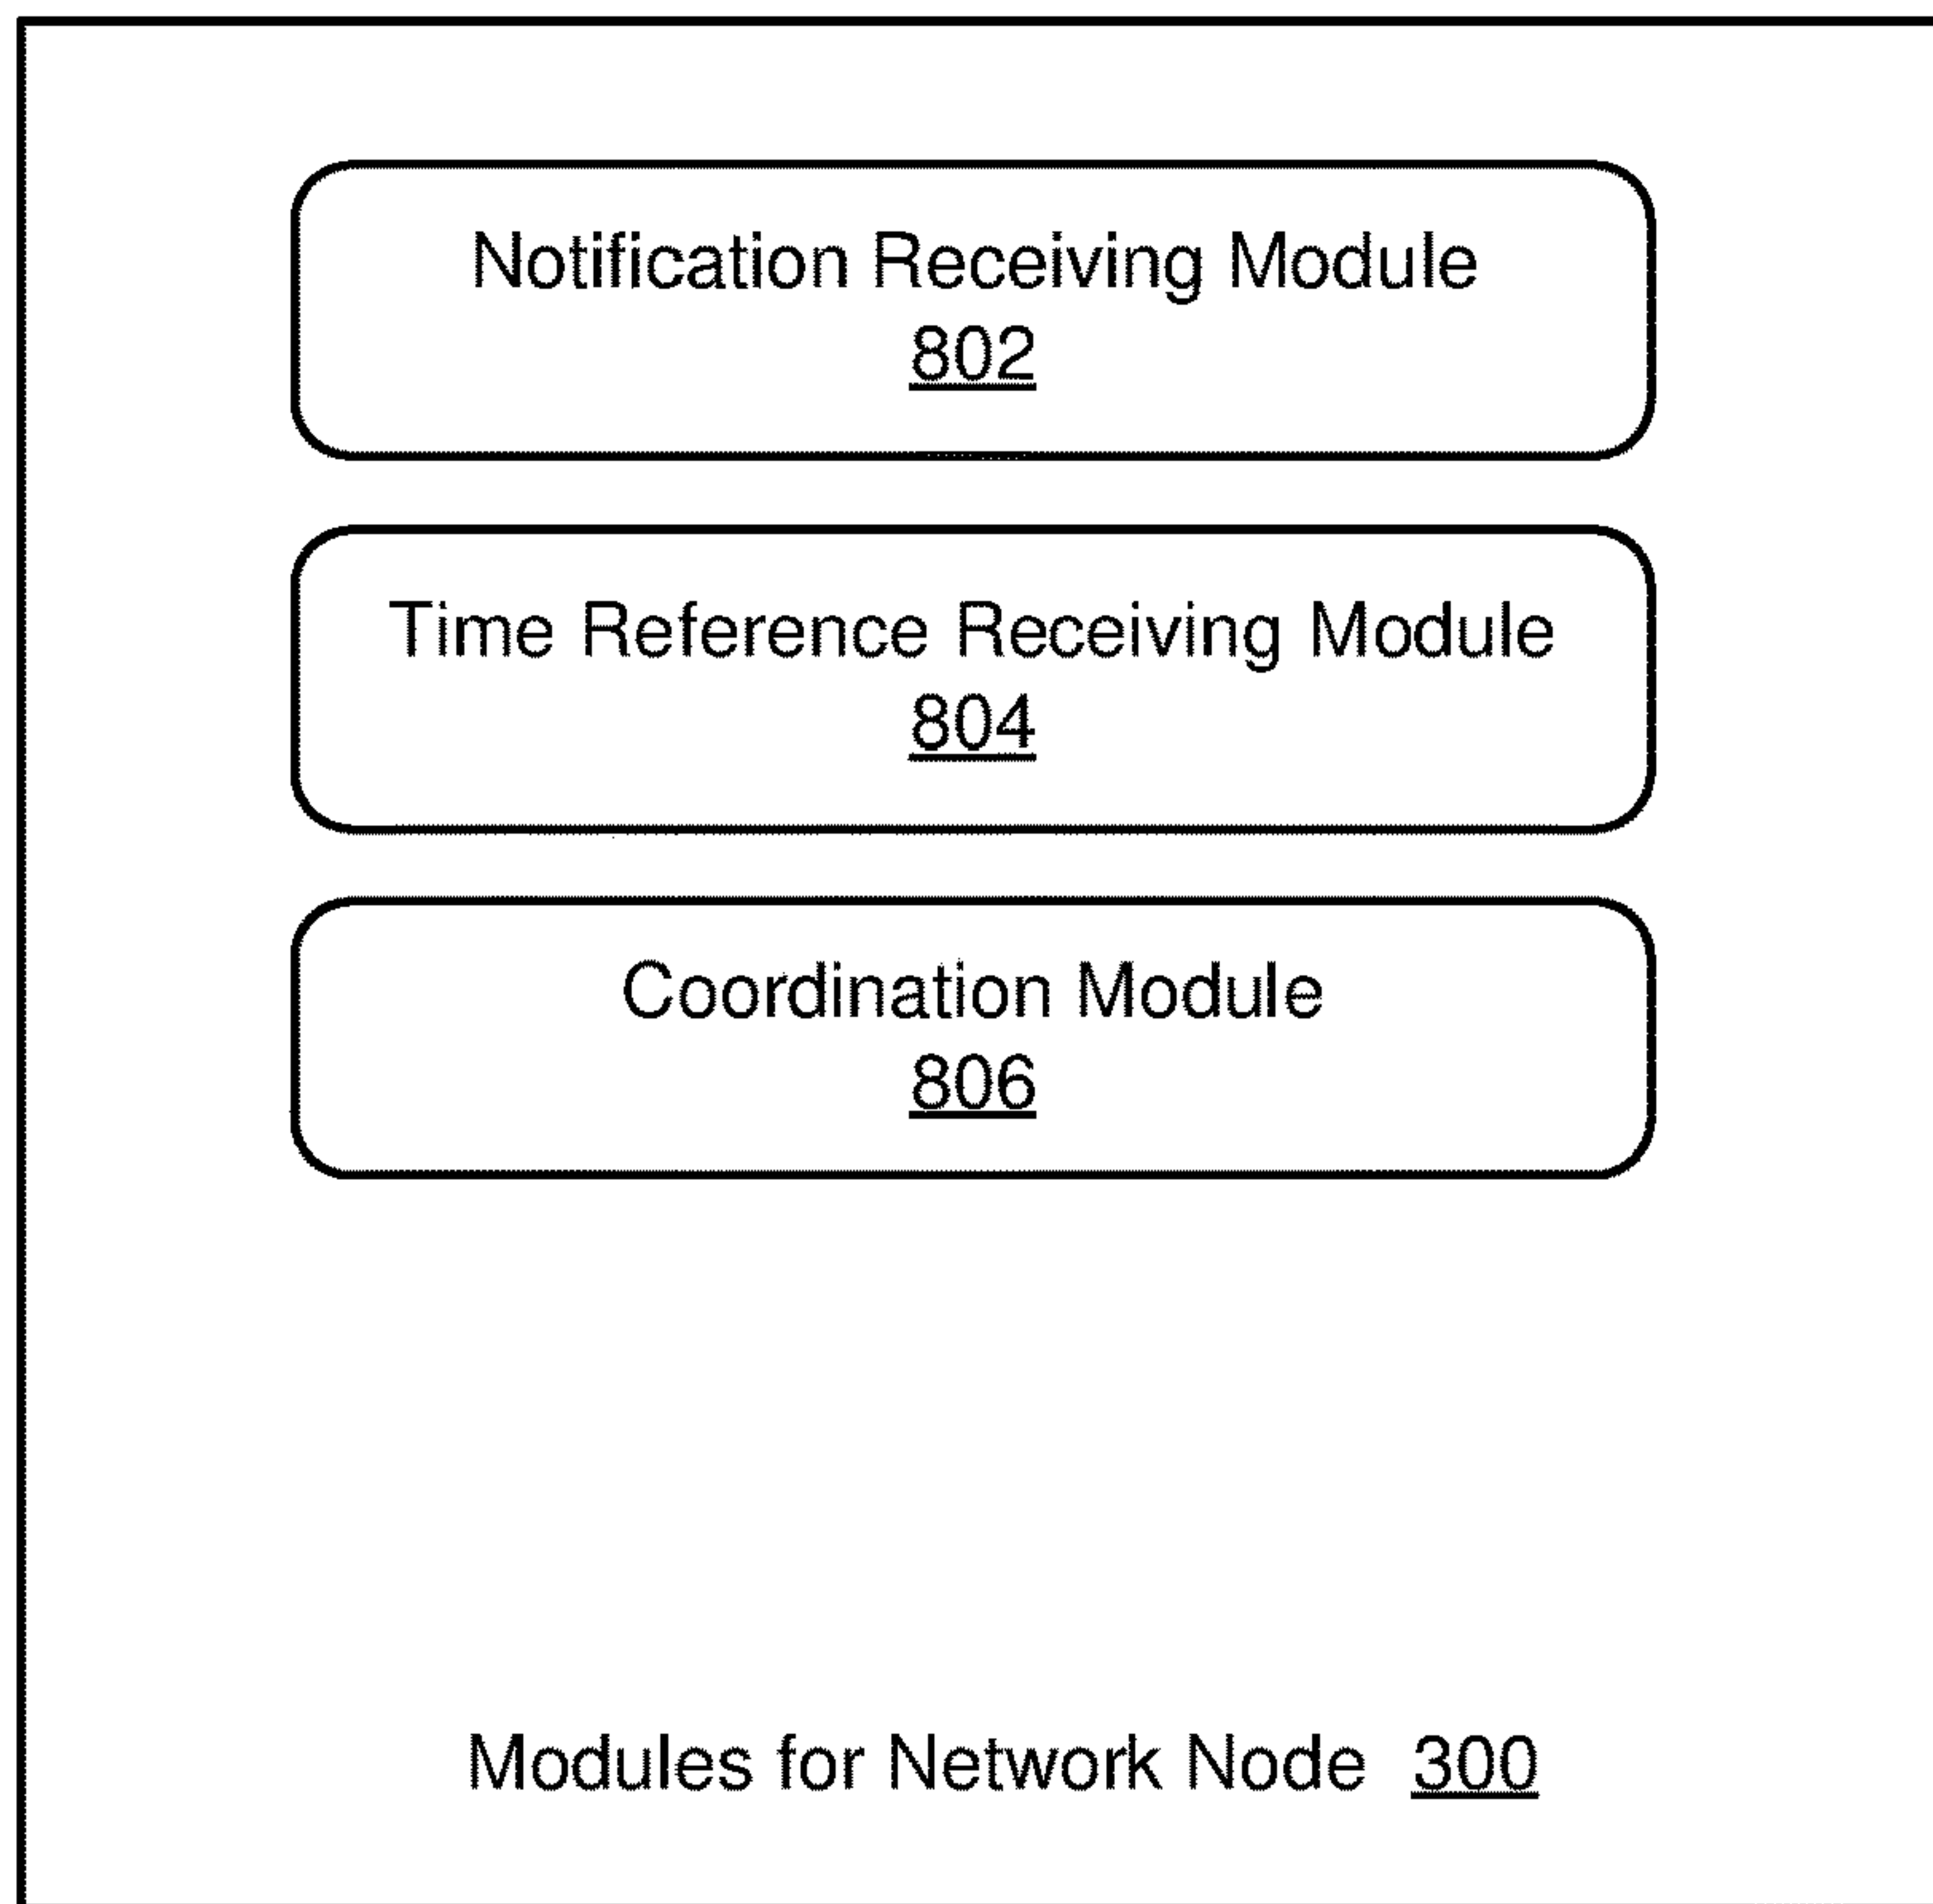 Notification Receiving Module
802
Time Reference Receiving Module
804
Coordination Module
806
Modules for Network Node 300